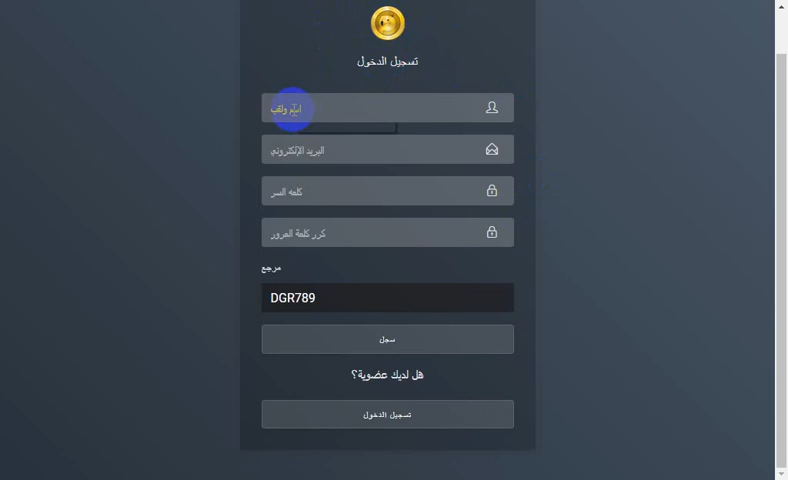 تسجيل الدخول
اسم ولقب
البريد الإلكتروني
كلمه السر
كرر كلمة المرور
مرجع
DGR789
سجل
هل لديك عضوية؟
تسجيل الدخول